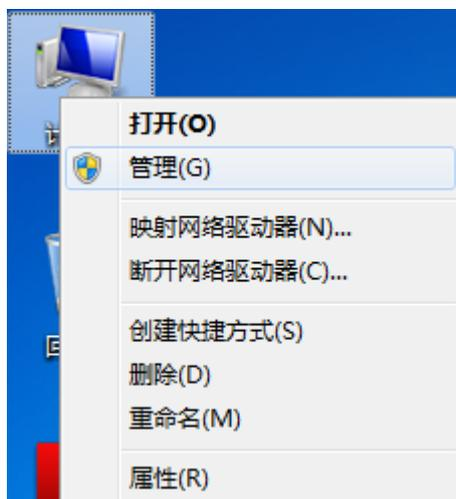 打开(O)
管理(G)
映射网络驱动器(N)...
断开网络驱动器(C)...
创建快捷方式(S)
删除(D)
重命名(M)
属性(R)